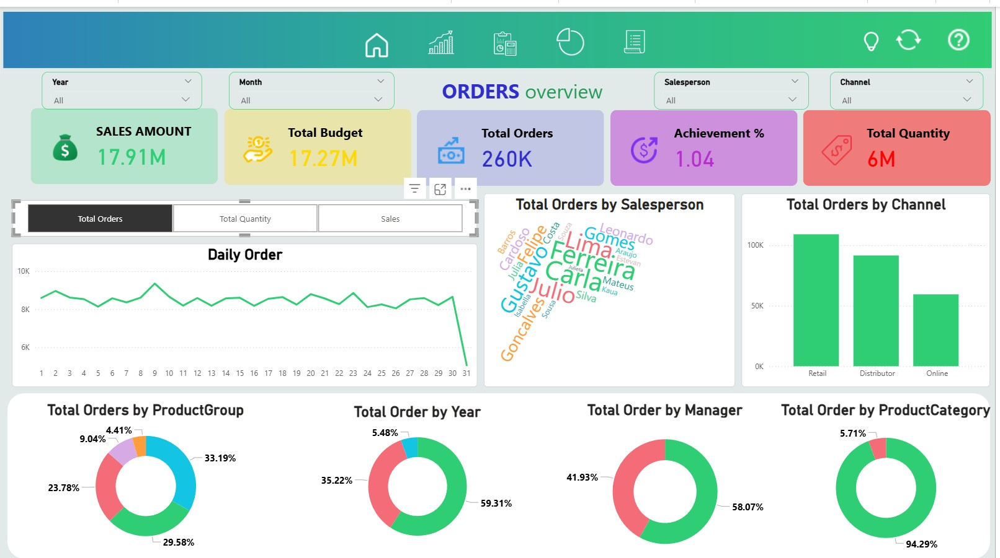 Year
All
Month
All
ORDERS overview
Salesperson
All
Channel
All
SALES AMOUNT
17.91M
Total Budget
17.27M
Total Orders
260K
Achievement %
1.04
Total Quantity
6M
Total Orders
Total Quantity
Sales
Daily Order
10K
8K
6K
1 2 3 4 5 6 7 8 9 10 11 12 13 14 15 16 17 18 19 20 21 22 23 24 25 26 27 28 29 30 31
Total Orders by Salesperson
Barros
Cardoso
Felipe
Costa
Souza
Lima
Gomes
Leonardo
Araujo
Estevan
Ferreira
Julieta
Julia
Gustavo
Carla
Mateus
Kaua
Julio
Silva
Isabella
Sousa
Goncalves
Total Orders by Channel
100K
50K
0K
Retail Distributor Online
Total Orders by ProductGroup
4.41%
9.04%
33.19%
23.78%
29.58%
Total Order by Year
5.48%
35.22%
59.31%
Total Order by Manager
41.93%
58.07%
Total Order by ProductCategory
5.71%
94.29%